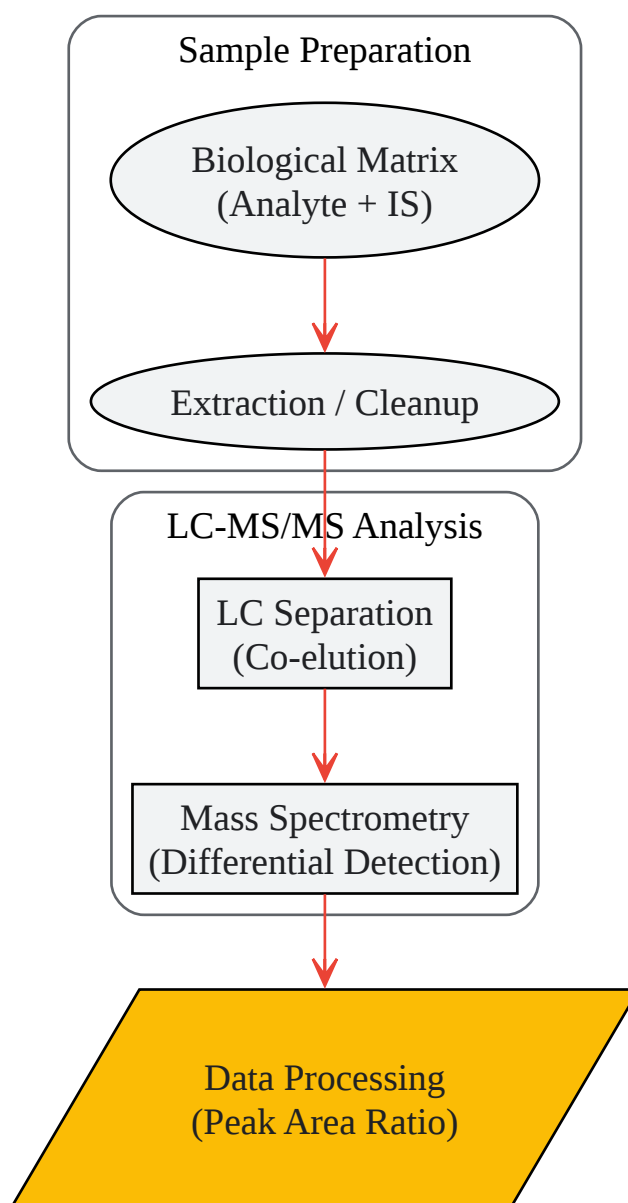 Sample Preparation
Biological Matrix
(Analyte + IS)
Extraction / Cleanup
LC-MS/MS Analysis
LC Separation
(Co-elution)
Mass Spectrometry
(Differential Detection)
Data Processing
(Peak Area Ratio)